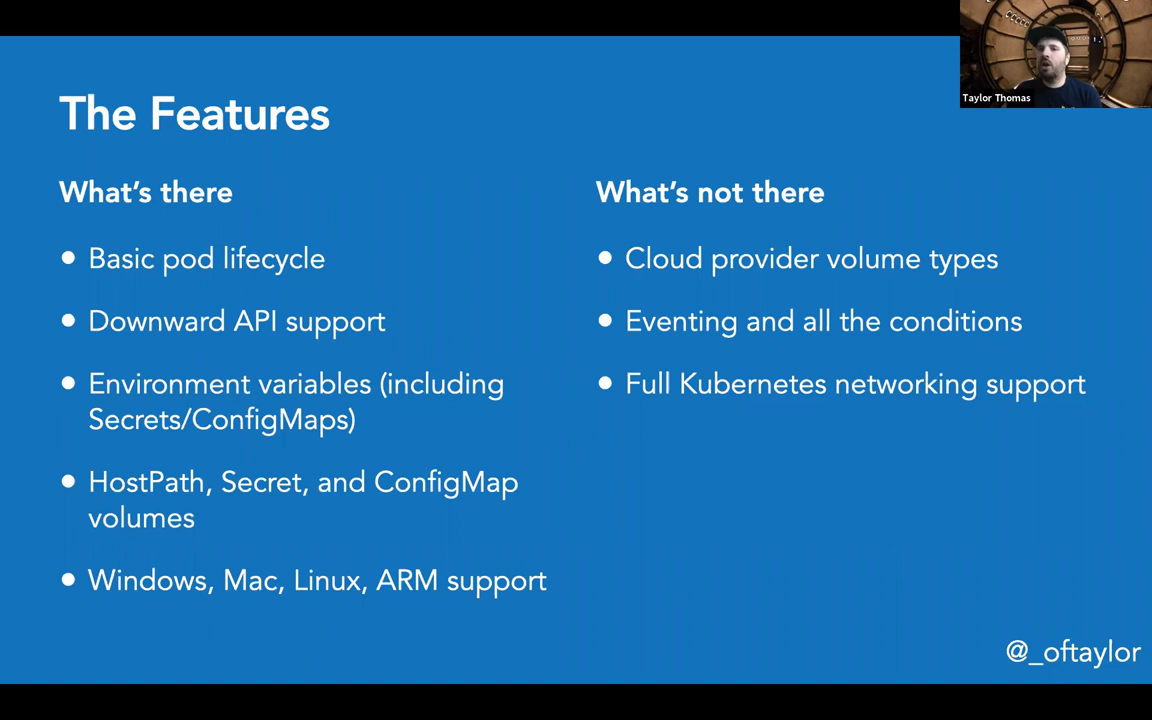 Taylor Thomas
The Features
What's there
• Basic pod lifecycle
• Downward API support
• Environment variables (including
Secrets/ConfigMaps)
• HostPath, Secret, and ConfigMap
volumes
• Windows, Mac, Linux, ARM support
What's not there
• Cloud provider volume types
• Eventing and all the conditions
• Full Kubernetes networking support
@_oftaylor